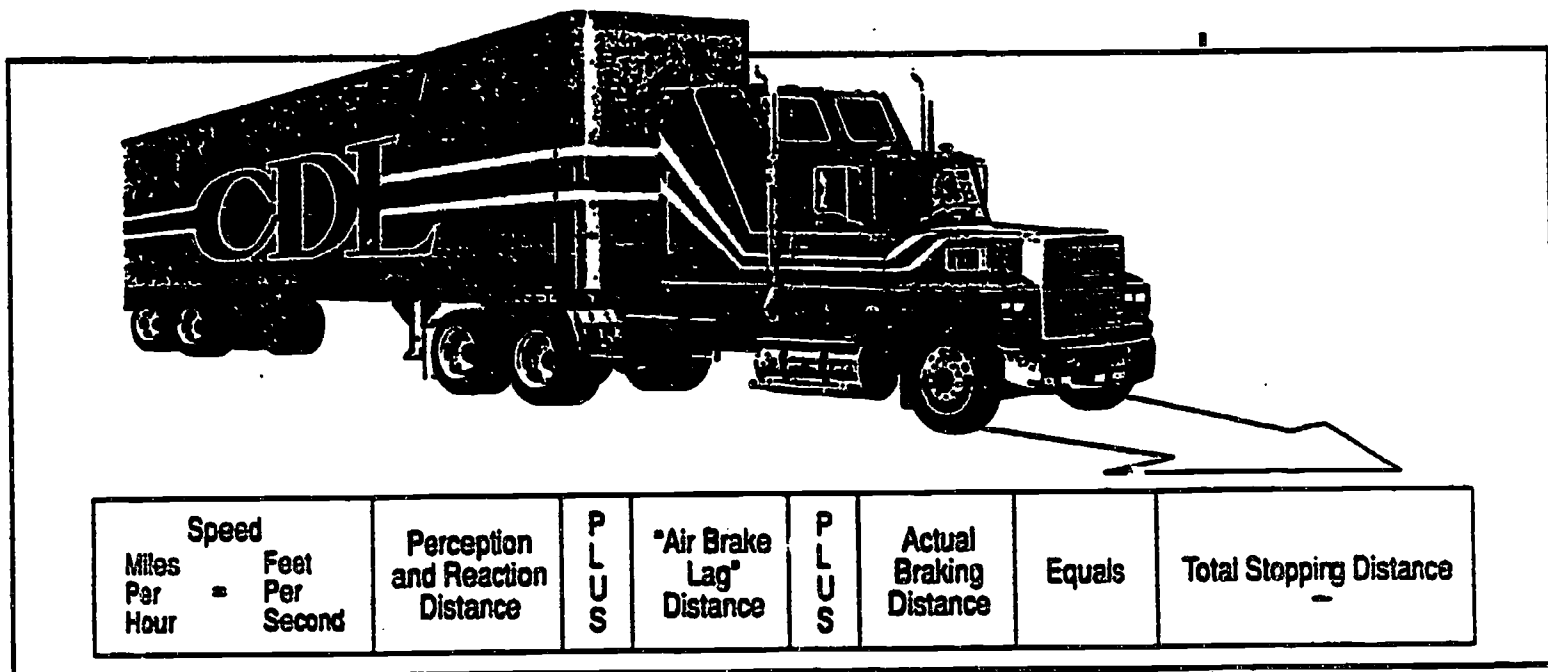 CDL
Speed
Miles Per Hour = Feet Per Second
Perception
and Reaction
Distance
PLUS
"Air Brake
Lag"
Distance
PLUS
Actual
Braking
Distance
Equals
Total Stopping Distance